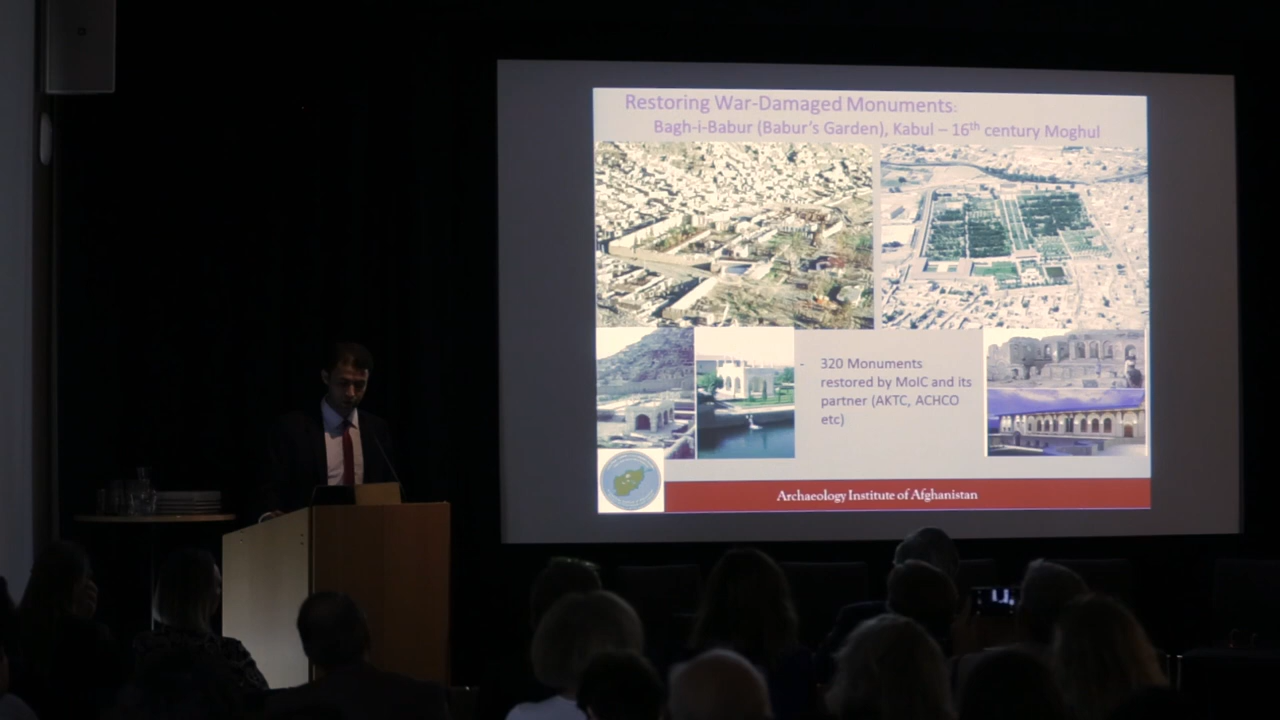 Restoring War-Damaged Monuments:
Bagh-i-Babur (Babur's Garden), Kabul – 16th century Moghul
- 320 Monuments
restored by MoIC and its
partner (AKTC, ACHCO
etc)
Archaeology Institute of Afghanistan